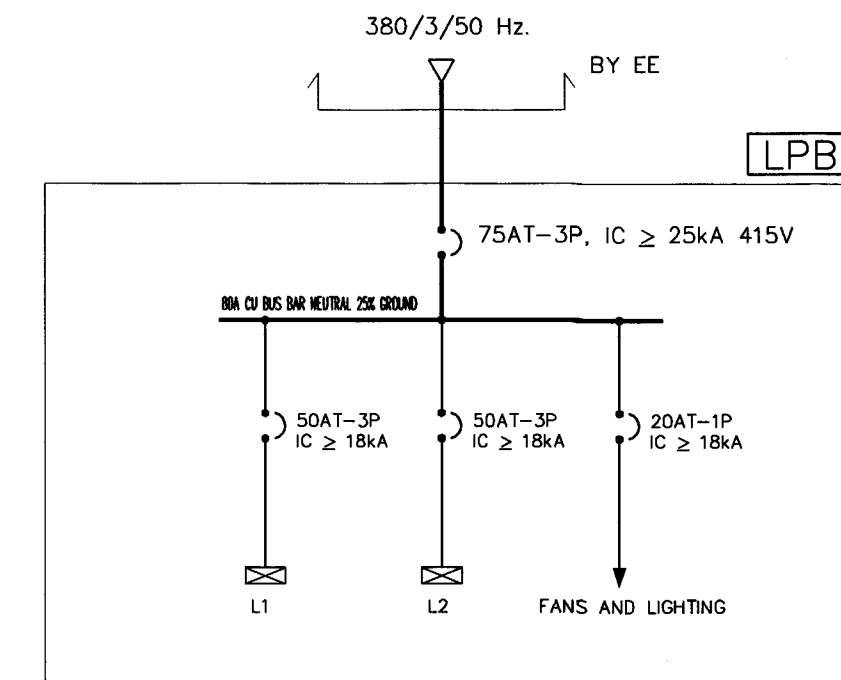 380/3/50 Hz.
BY EE
LPB
75AT-3P, IC ≥ 25kA 415V
80A CU BUS BAR NEUTRAL 25% GROUND
50AT-3P
IC ≥ 18kA
50AT-3P
IC ≥ 18kA
20AT-1P
IC ≥ 18kA
L1
L2
FANS AND LIGHTING